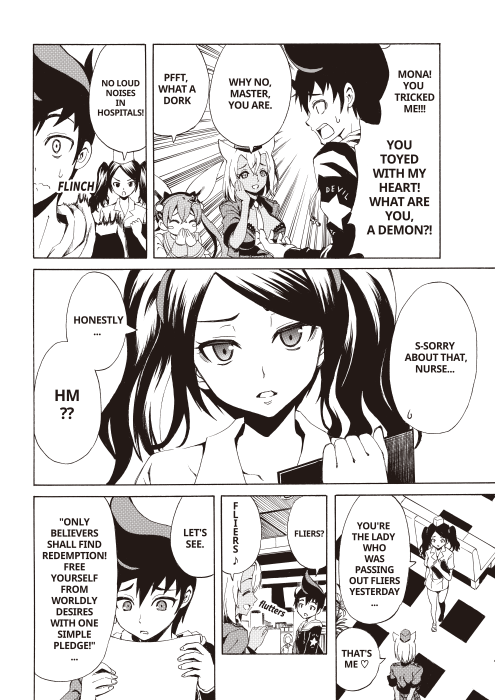 MONA!
YOU
TRICKED
ME!!!
YOU
TOYED
WITH MY
HEART!
WHAT ARE
YOU,
A DEMON?!
DEVIL
WHY NO,
MASTER,
YOU ARE.
PFFT,
WHAT A
DORK
NO LOUD
NOISES
IN
HOSPITALS!
FLINCH
S-SORRY
ABOUT THAT,
NURSE...
HONESTLY
...
HM
??
YOU'RE
THE LADY
WHO
WAS
PASSING
OUT FLIERS
YESTERDAY
...
THAT'S
ME ♡
FLIERS?
FLIERS♪
flutters
LET'S
SEE.
"ONLY
BELIEVERS
SHALL FIND
REDEMPTION!
FREE
YOURSELF
FROM
WORLDLY
DESIRES
WITH ONE
SIMPLE
PLEDGE!"
...